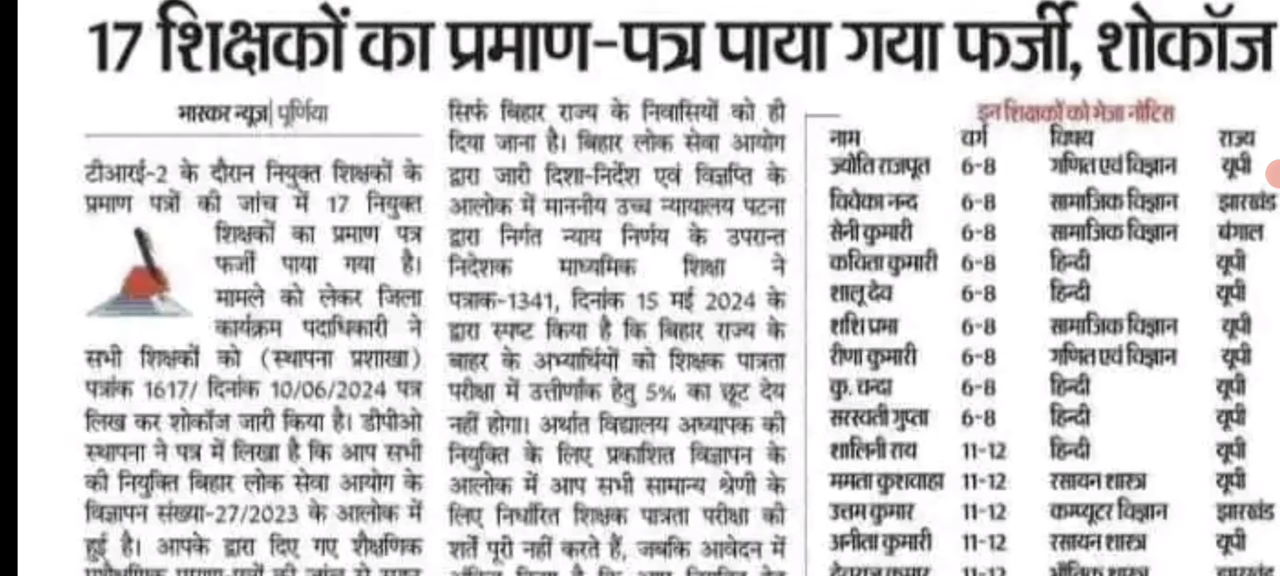 17 शिक्षकों का प्रमाण-पत्र पाया गया फर्जी, शोकॉज
भास्कर न्यूज | पूर्णिया
टीआरई-2 के दौरान नियुक्त शिक्षकों के
प्रमाण पत्रों की जांच में 17 नियुक्त
शिक्षकों का प्रमाण पत्र
फर्जी पाया गया है।
मामले को लेकर जिला
कार्यक्रम पदाधिकारी ने
सभी शिक्षकों को (स्थापना प्रशाखा)
पत्रांक 1617/ दिनांक 10/06/2024 पत्र
लिख कर शोकॉज जारी किया है। डीपीओ
स्थापना ने पत्र में लिखा है कि आप सभी
की नियुक्ति बिहार लोक सेवा आयोग के
विज्ञापन संख्या-27/2023 के आलोक में
हुई है। आपके द्वारा दिए गए शैक्षणिक
सिर्फ बिहार राज्य के निवासियों को ही
दिया जाना है। बिहार लोक सेवा आयोग
द्वारा जारी दिशा-निर्देश एवं विज्ञप्ति के
आलोक में माननीय उच्च न्यायालय पटना
द्वारा निर्गत न्याय निर्णय के उपरान्त
निदेशक माध्यमिक शिक्षा ने
पत्राक-1341, दिनांक 15 मई 2024 के
द्वारा स्पष्ट किया है कि बिहार राज्य के
बाहर के अभ्यार्थियों को शिक्षक पात्रता
परीक्षा में उत्तीर्णांक हेतु 5% का छूट देय
नहीं होगा। अर्थात विद्यालय अध्यापक की
नियुक्ति के लिए प्रकाशित विज्ञापन के
आलोक में आप सभी सामान्य श्रेणी के
लिए निर्धारित शिक्षक पात्रता परीक्षा की
शर्तें पूरी नहीं करते हैं, जबकि आवेदन में
इन शिक्षकों को भेजा नोटिस
नाम वर्ग विषय राज्य
ज्योति राजपूत 6-8 गणित एवं विज्ञान यूपी
विवेका नन्द 6-8 सामाजिक विज्ञान झारखंड
सेनी कुमारी 6-8 सामाजिक विज्ञान बंगाल
कविता कुमारी 6-8 हिन्दी यूपी
शालू देव 6-8 हिन्दी यूपी
शशि प्रभा 6-8 सामाजिक विज्ञान यूपी
रीणा कुमारी 6-8 गणित एवं विज्ञान यूपी
कु. चन्दा 6-8 हिन्दी यूपी
सरस्वती गुप्ता 6-8 हिन्दी यूपी
शालिनी राय 11-12 हिन्दी यूपी
ममता कुशवाहा 11-12 रसायन शास्त्र यूपी
उत्तम कुमार 11-12 कम्प्यूटर विज्ञान झारखंड
अनीता कुमारी 11-12 रसायन शास्त्र यूपी